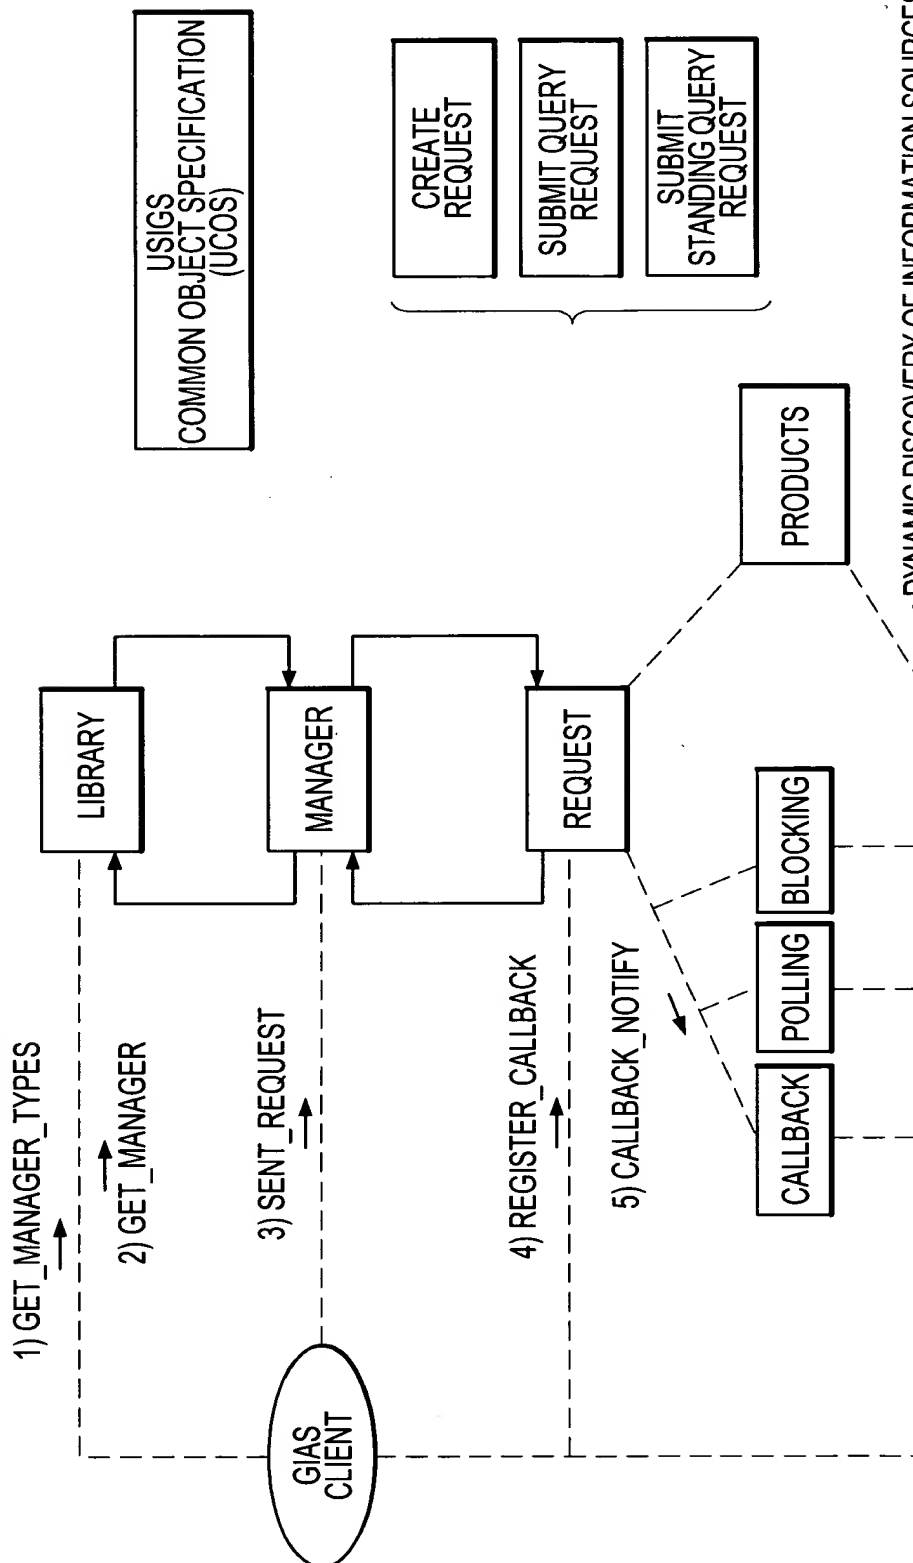 1) GET_MANAGER_TYPES
2) GET_MANAGER
LIBRARY
USIGS
COMMON OBJECT SPECIFICATION
(UCOS)
GIAS
CLIENT
3) SENT_REQUEST
MANAGER
CREATE
REQUEST
SUBMIT QUERY
REQUEST
SUBMIT
STANDING QUERY
REQUEST
4) REGISTER_CALLBACK
REQUEST
5) CALLBACK_NOTIFY
CALLBACK
POLLING
BLOCKING
PRODUCTS
DYNAMIC DISCOVERY OF INFORMATION SOURCES